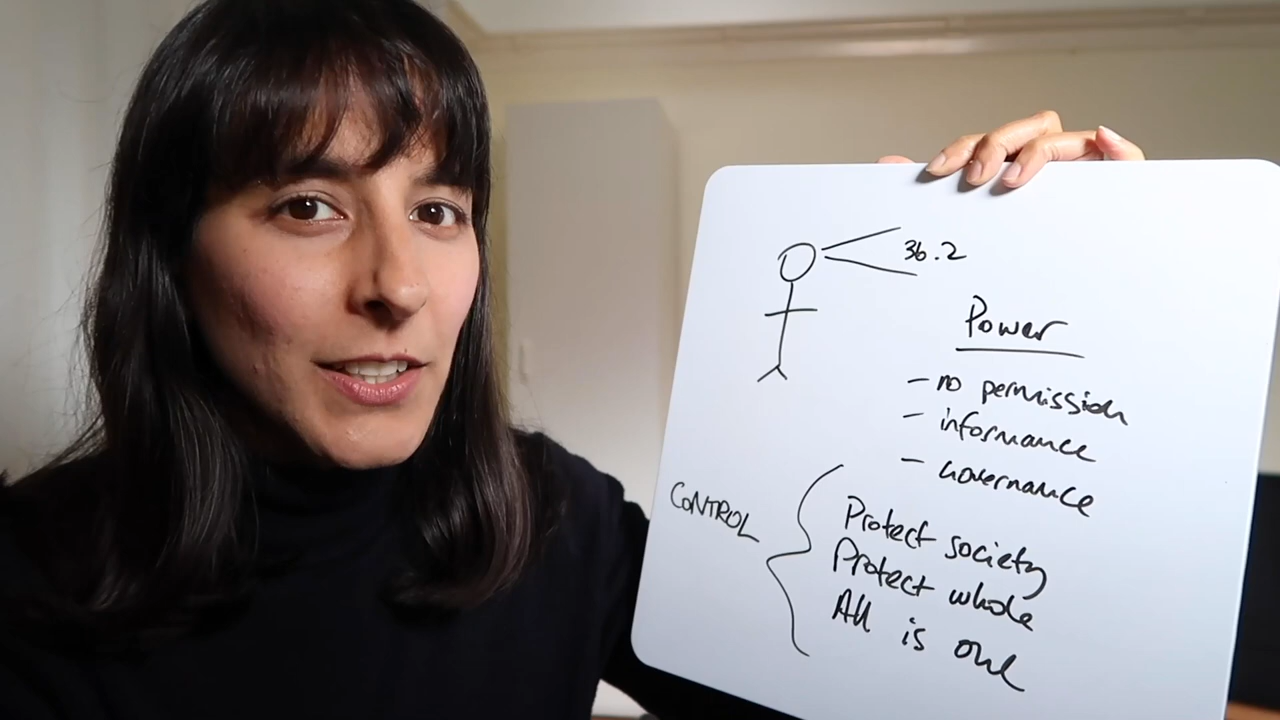 36.2
Power
- no permission
- informance
- governance
CONTROL
Protect society
Protect whole
All is one